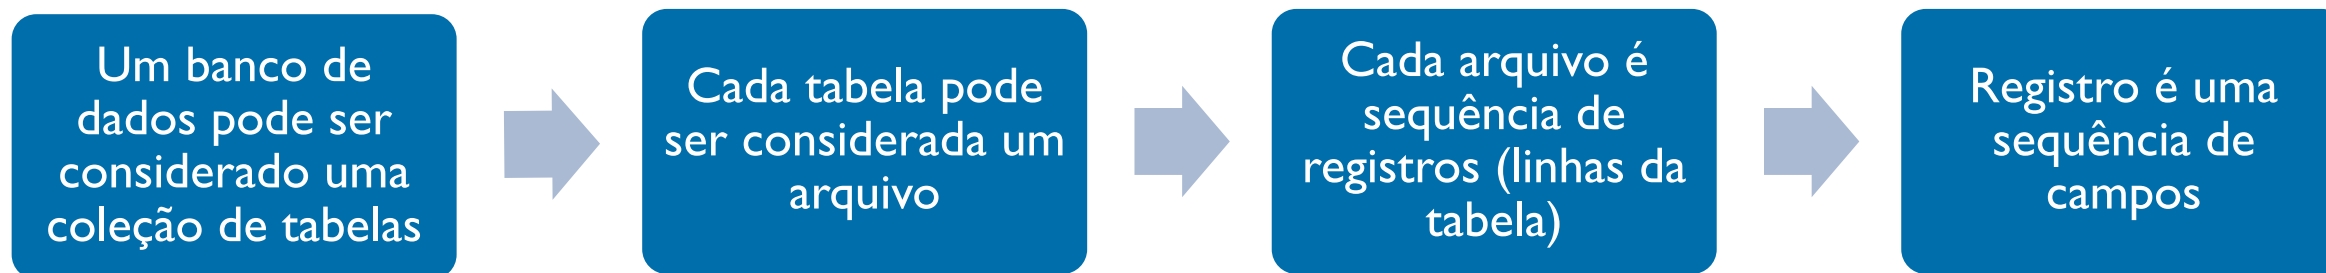 Um banco de
dados pode ser
considerado uma
coleção de tabelas
Cada tabela pode
ser considerada um
arquivo
Cada arquivo é
sequência de
registros (linhas da
tabela)
Registro é uma
sequência de
campos